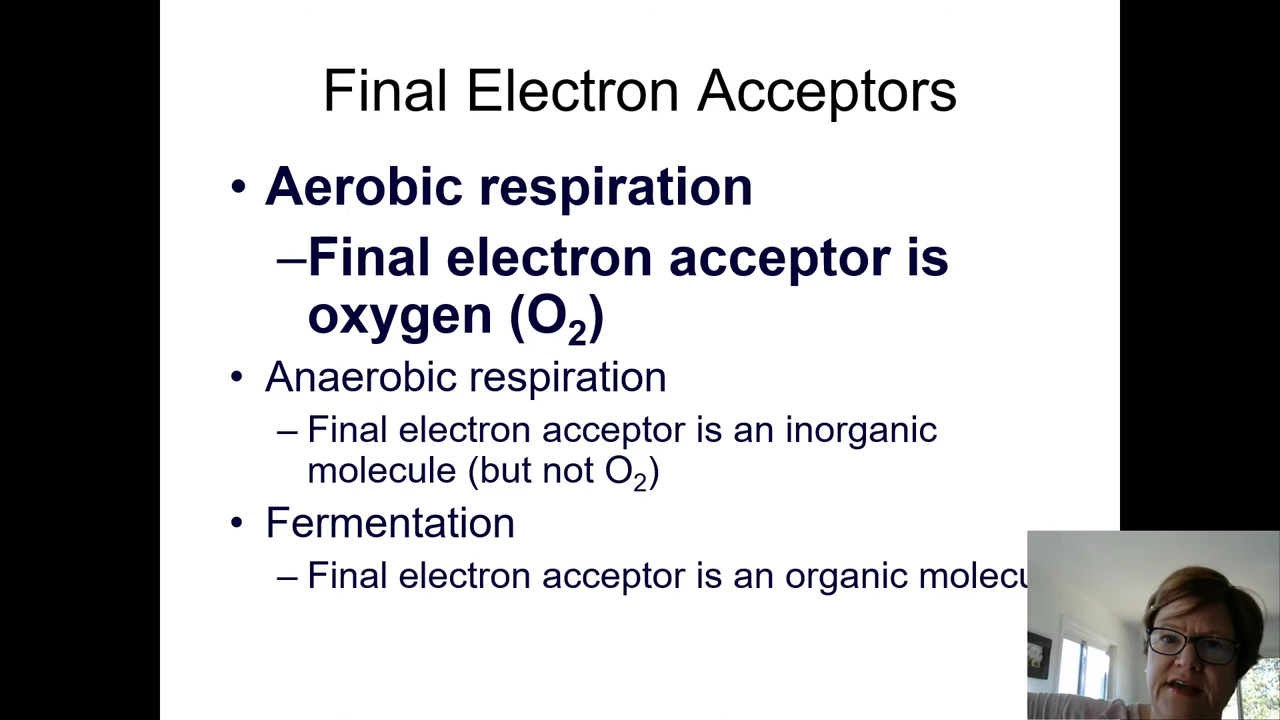 Final Electron Acceptors
• Aerobic respiration
–Final electron acceptor is
oxygen (O₂)
• Anaerobic respiration
– Final electron acceptor is an inorganic
molecule (but not O₂)
• Fermentation
– Final electron acceptor is an organic